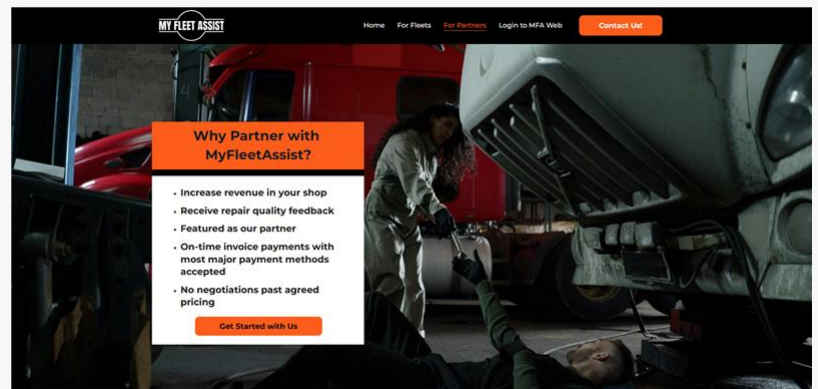 MY FLEET ASSIST
Home
For Fleets
For Partners
Login to MFA Web
Contact Us!
Why Partner with
MyFleetAssist?
• Increase revenue in your shop
• Receive repair quality feedback
• Featured as our partner
• On-time invoice payments with
most major payment methods
accepted
• No negotiations past agreed
pricing
Get Started with Us